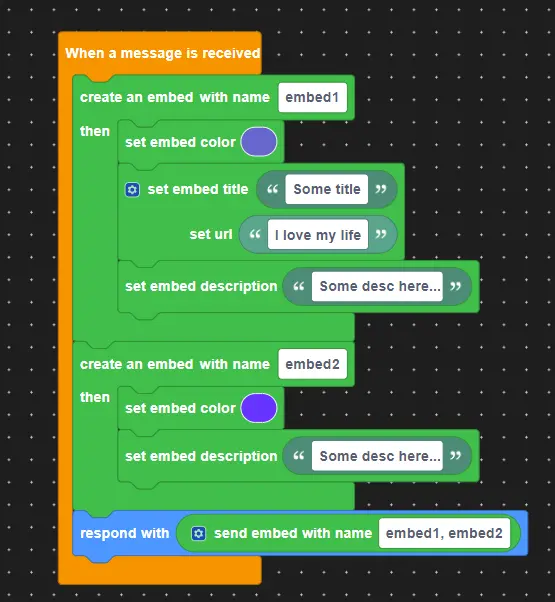 When a message is received
create an embed with name embed1
then
set embed color
set embed title “ Some title ”
set url “ I love my life ”
set embed description “ Some desc here... ”
create an embed with name embed2
then
set embed color
set embed description “ Some desc here... ”
respond with send embed with name embed1, embed2